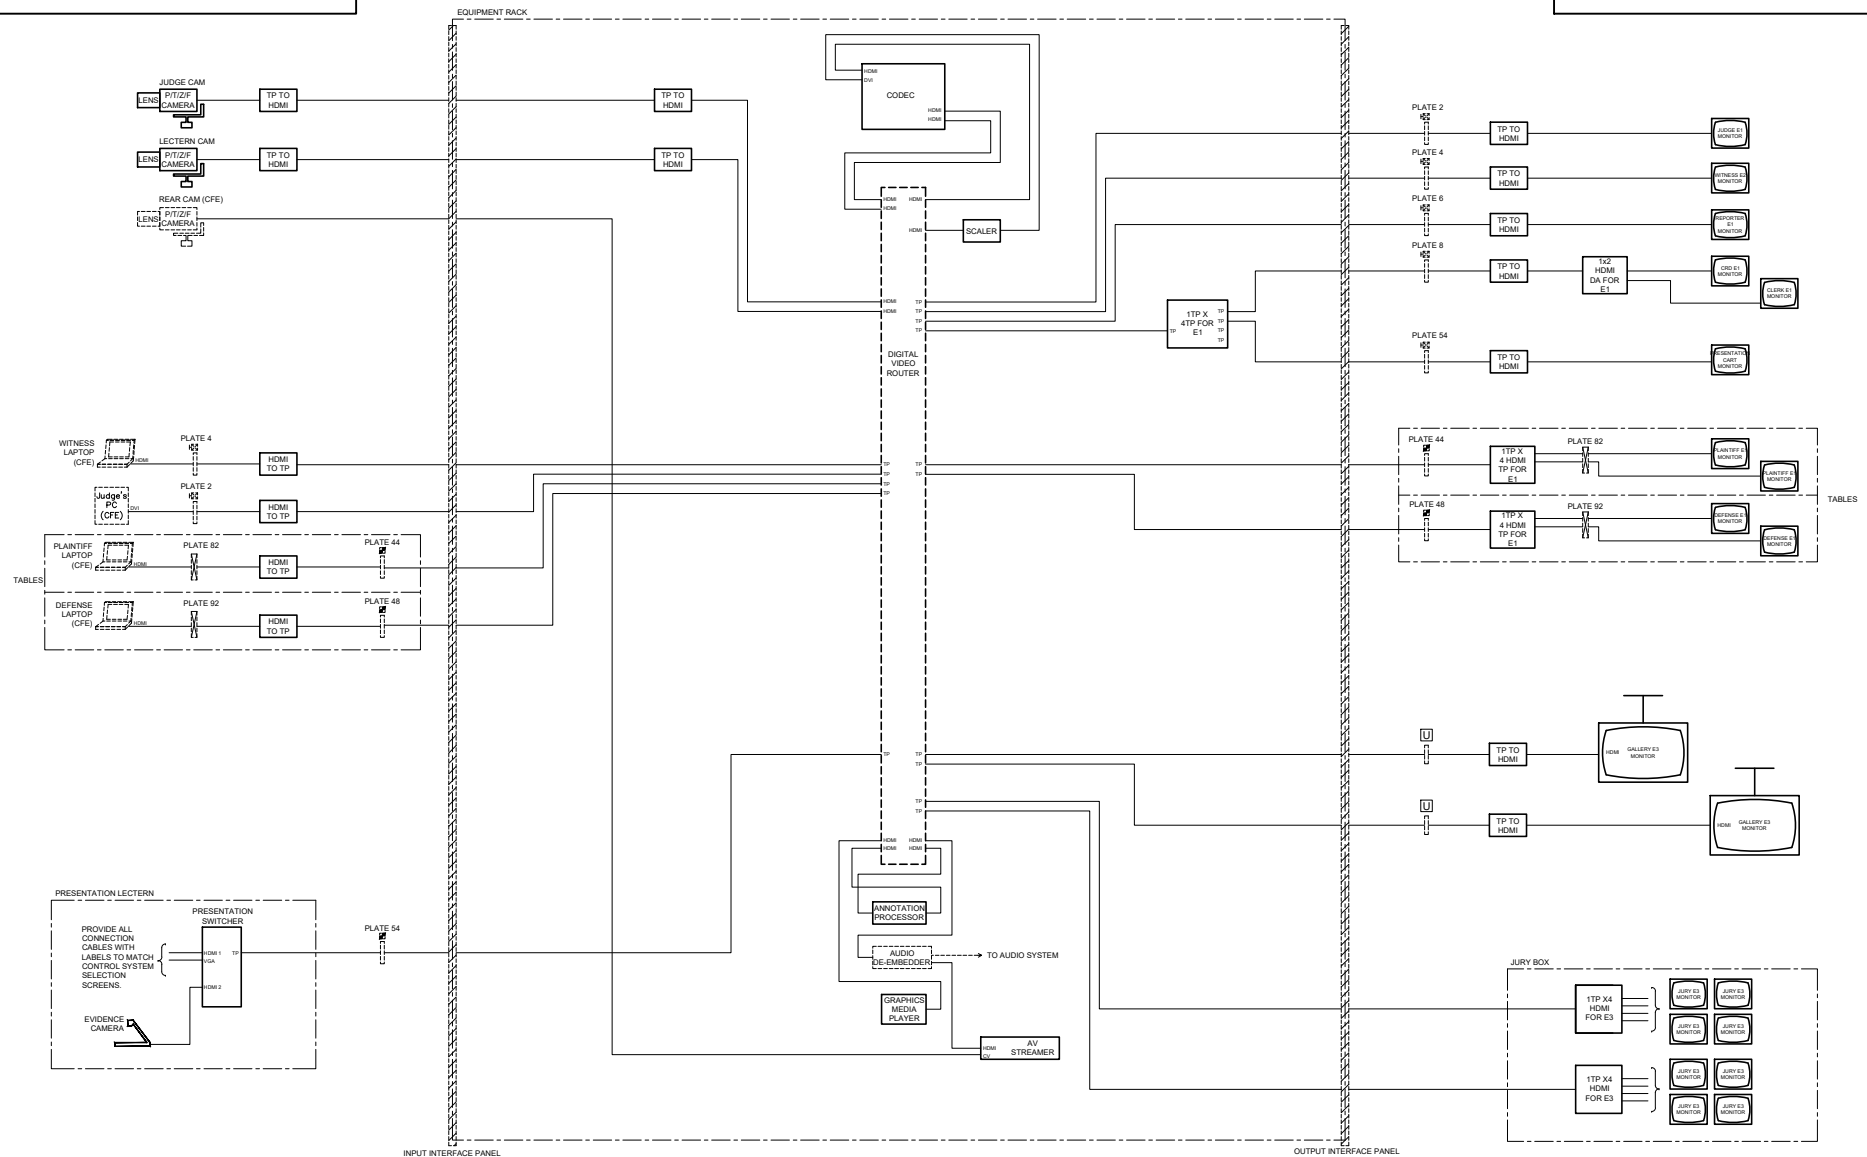 EQUIPMENT RACK
JUDGE CAM
LENS
P/T/Z/F
CAMERA
TP TO
HDMI
TP TO
HDMI
LECTERN CAM
LENS
P/T/Z/F
CAMERA
TP TO
HDMI
TP TO
HDMI
REAR CAM (CFE)
LENS
P/T/Z/F
CAMERA
HDMI
DVI
CODEC
HDMI
HDMI
HDMI
HDMI
HDMI
HDMI
SCALER
HDMI
HDMI
TP
TP
TP
TP
DIGITAL
VIDEO
ROUTER
TP
1TP X
4TP FOR
E1
TP
TP
TP
TP
PLATE 2
TP TO
HDMI
JUDGE E1
MONITOR
PLATE 4
TP TO
HDMI
WITNESS E2
MONITOR
PLATE 6
TP TO
HDMI
REPORTER
E1
MONITOR
PLATE 8
TP TO
HDMI
1x2
HDMI
DA FOR
E1
CRD E1
MONITOR
CLERK E1
MONITOR
PLATE 54
TP TO
HDMI
PRESENTATION
CART
MONITOR
WITNESS
LAPTOP
(CFE)
HDMI
PLATE 4
HDMI
TO TP
Judge's
PC
(CFE)
DVI
PLATE 2
HDMI
TO TP
TABLES
PLAINTIFF
LAPTOP
(CFE)
HDMI
PLATE 82
HDMI
TO TP
PLATE 44
DEFENSE
LAPTOP
(CFE)
HDMI
PLATE 92
HDMI
TO TP
PLATE 48
TP
TP
TP
TP
TP
TP
PLATE 44
1TP X
4 HDMI
TP FOR
E1
PLATE 82
PLAINTIFF E1
MONITOR
PLAINTIFF E1
MONITOR
TABLES
PLATE 48
1TP X
4 HDMI
TP FOR
E1
PLATE 92
DEFENSE E1
MONITOR
DEFENSE E1
MONITOR
TP
TP
TP
TP
TP
U
TP TO
HDMI
HDMI
GALLERY E3
MONITOR
U
TP TO
HDMI
HDMI
GALLERY E3
MONITOR
HDMI
HDMI
HDMI
HDMI
ANNOTATION
PROCESSOR
AUDIO
DE-EMBEDDER
TO AUDIO SYSTEM
GRAPHICS
MEDIA
PLAYER
HDMI
CV
AV
STREAMER
PRESENTATION LECTERN
PRESENTATION
SWITCHER
PROVIDE ALL
CONNECTION
CABLES WITH
LABELS TO MATCH
CONTROL SYSTEM
SELECTION
SCREENS.
HDMI 1
VGA
TP
HDMI 2
EVIDENCE
CAMERA
PLATE 54
JURY BOX
1TP X4
HDMI
FOR E3
JURY E3
MONITOR
JURY E3
MONITOR
JURY E3
MONITOR
JURY E3
MONITOR
1TP X4
HDMI
FOR E3
JURY E3
MONITOR
JURY E3
MONITOR
JURY E3
MONITOR
JURY E3
MONITOR
INPUT INTERFACE PANEL
OUTPUT INTERFACE PANEL